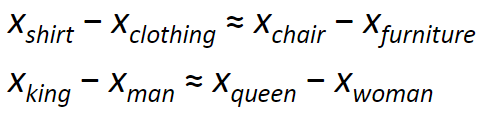 x_shirt − x_clothing ≈ x_chair − x_furniture
x_king − x_man ≈ x_queen − x_woman